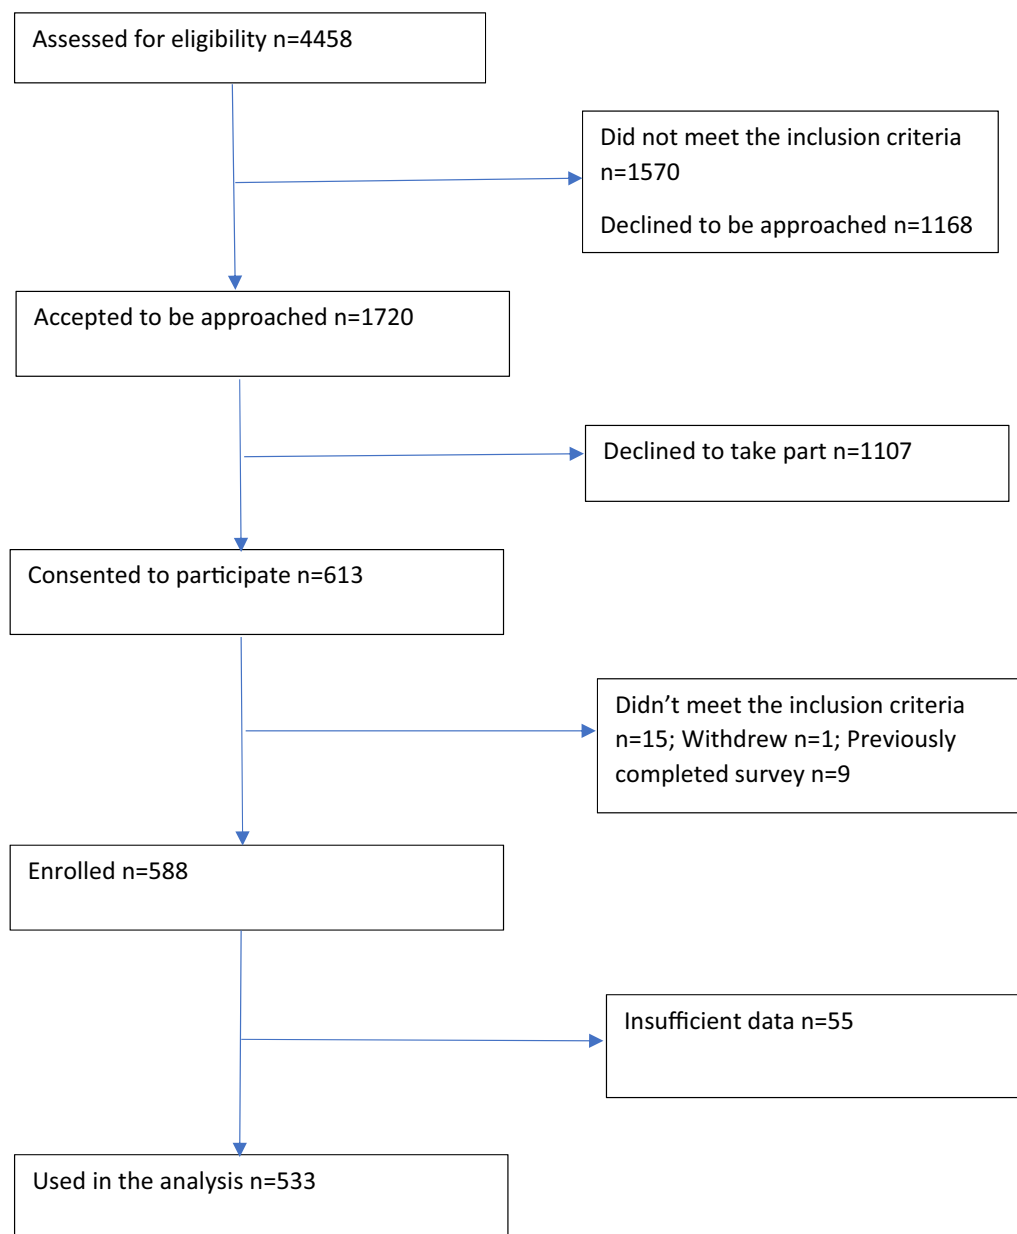 Assessed for eligibility n=4458
Did not meet the inclusion criteria
n=1570
Declined to be approached n=1168
Accepted to be approached n=1720
Declined to take part n=1107
Consented to participate n=613
Didn’t meet the inclusion criteria
n=15; Withdrew n=1; Previously
completed survey n=9
Enrolled n=588
Insufficient data n=55
Used in the analysis n=533